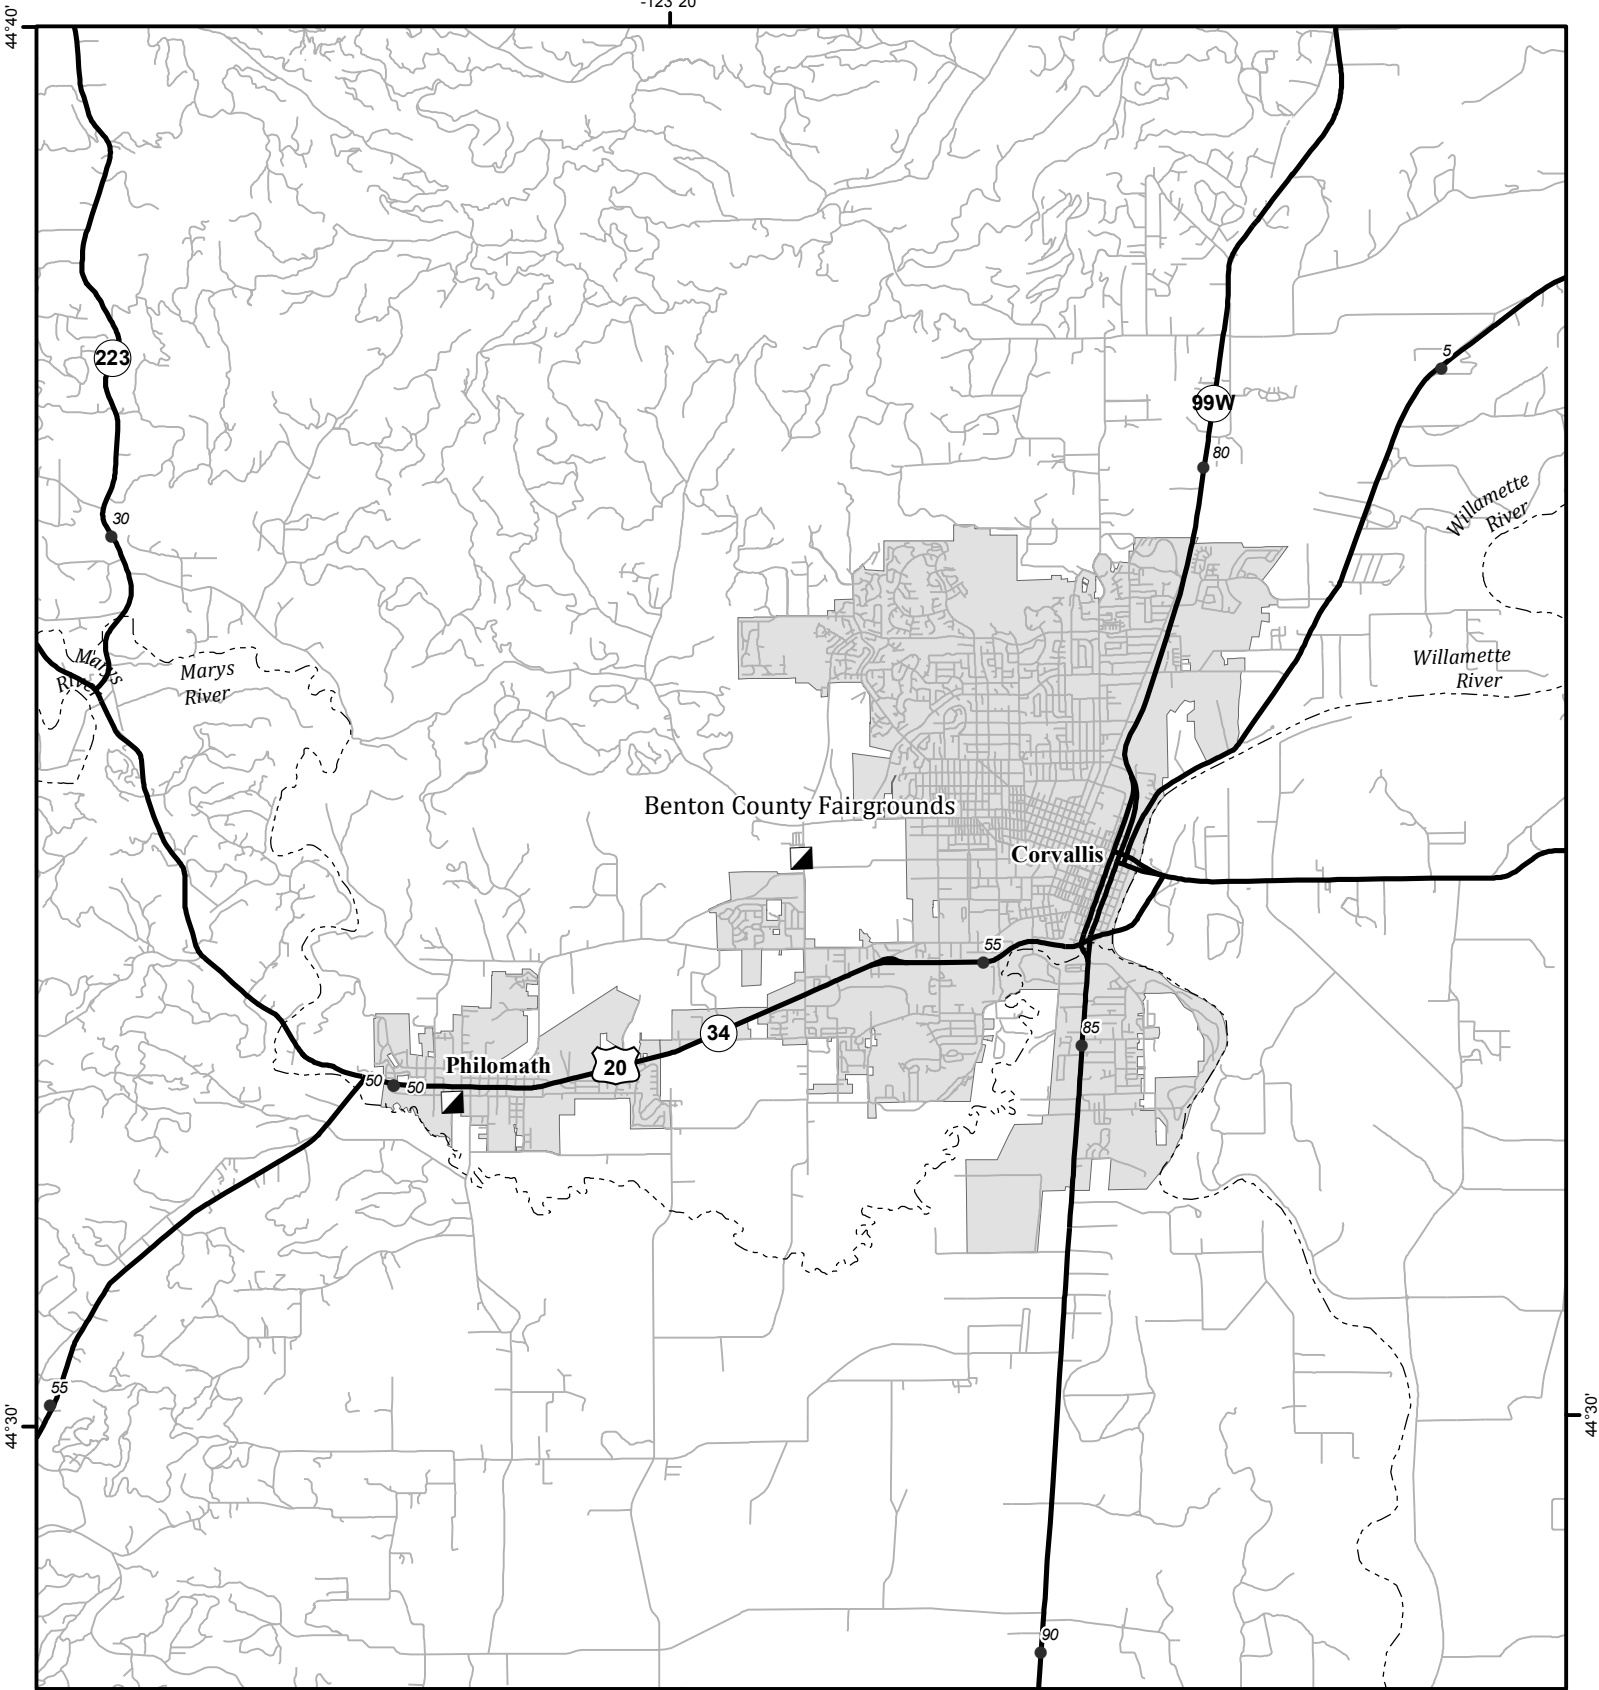 -123°20'
44°40'
223
5
99W
80
Willamette
River
30
Marys
River
Marys
River
Willamette
River
Benton County Fairgrounds
Corvallis
55
34
85
Philomath
20
50
50
55
44°30'
44°30'
90